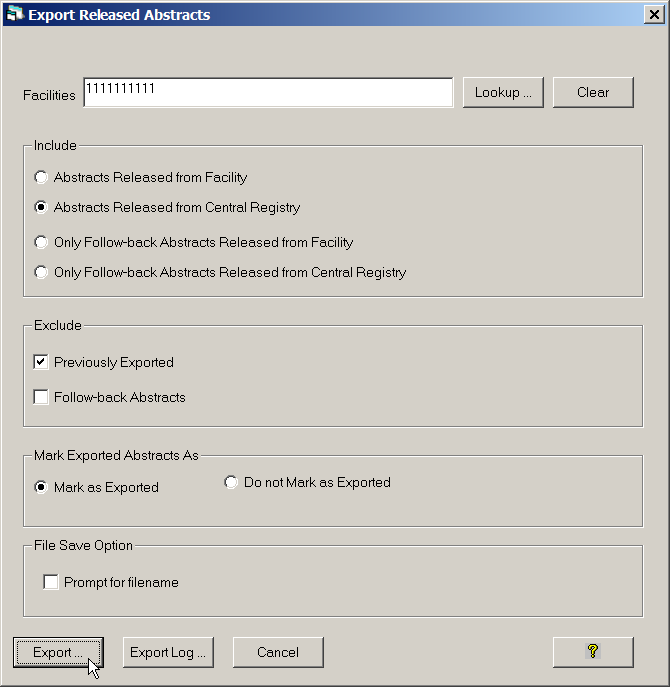 Export Released Abstracts
Facilities 1111111111 Lookup ... Clear
Include
Abstracts Released from Facility
Abstracts Released from Central Registry
Only Follow-back Abstracts Released from Facility
Only Follow-back Abstracts Released from Central Registry
Exclude
Previously Exported
Follow-back Abstracts
Mark Exported Abstracts As
Mark as Exported Do not Mark as Exported
File Save Option
Prompt for filename
Export ... Export Log ... Cancel ?